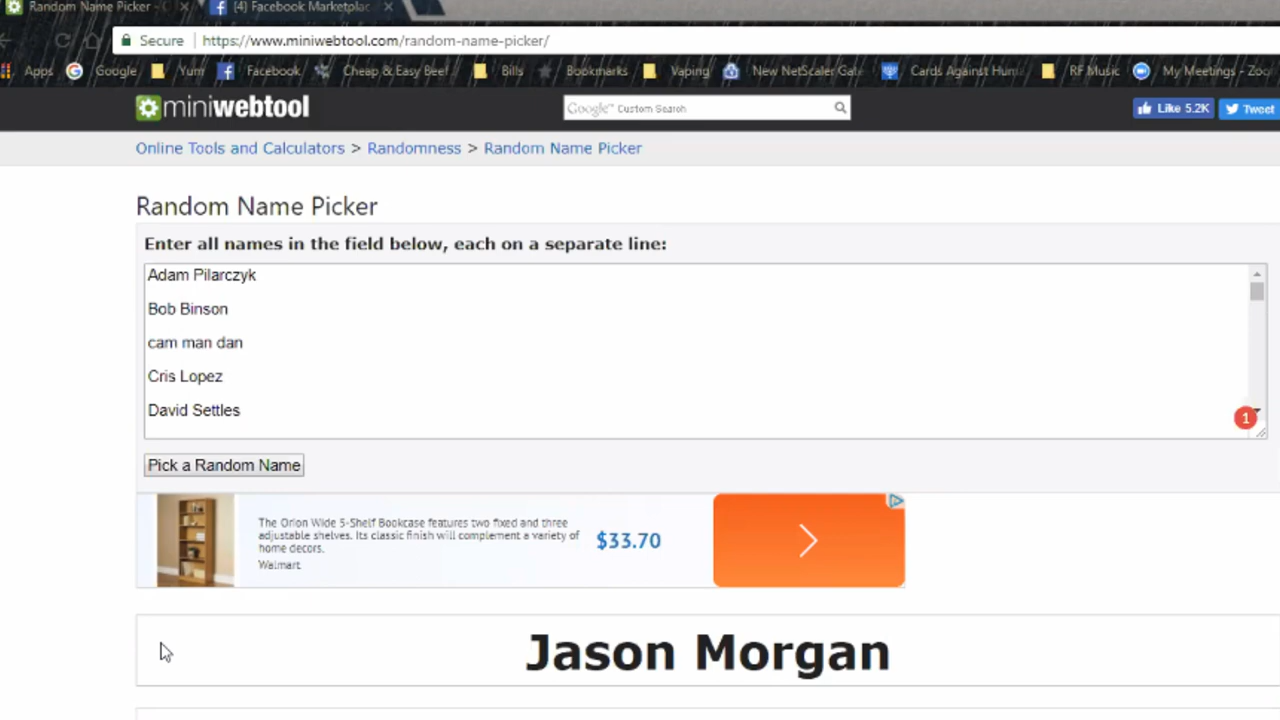 Random Name Picker - C
(4) Facebook Marketplac
Secure https://www.miniwebtool.com/random-name-picker/
Apps Google Yum Facebook Cheap & Easy Beef Bills Bookmarks Vaping New NetScaler Gate Cards Against Hum RF Music My Meetings - Zoo
miniwebtool Google™ Custom Search Like 5.2K Tweet
Online Tools and Calculators > Randomness > Random Name Picker
Random Name Picker
Enter all names in the field below, each on a separate line:
Adam Pilarczyk
Bob Binson
cam man dan
Cris Lopez
David Settles
1
Pick a Random Name
The Orion Wide 5-Shelf Bookcase features two fixed and three
adjustable shelves. Its classic finish will complement a variety of
home decors.
Walmart
$33.70
Jason Morgan